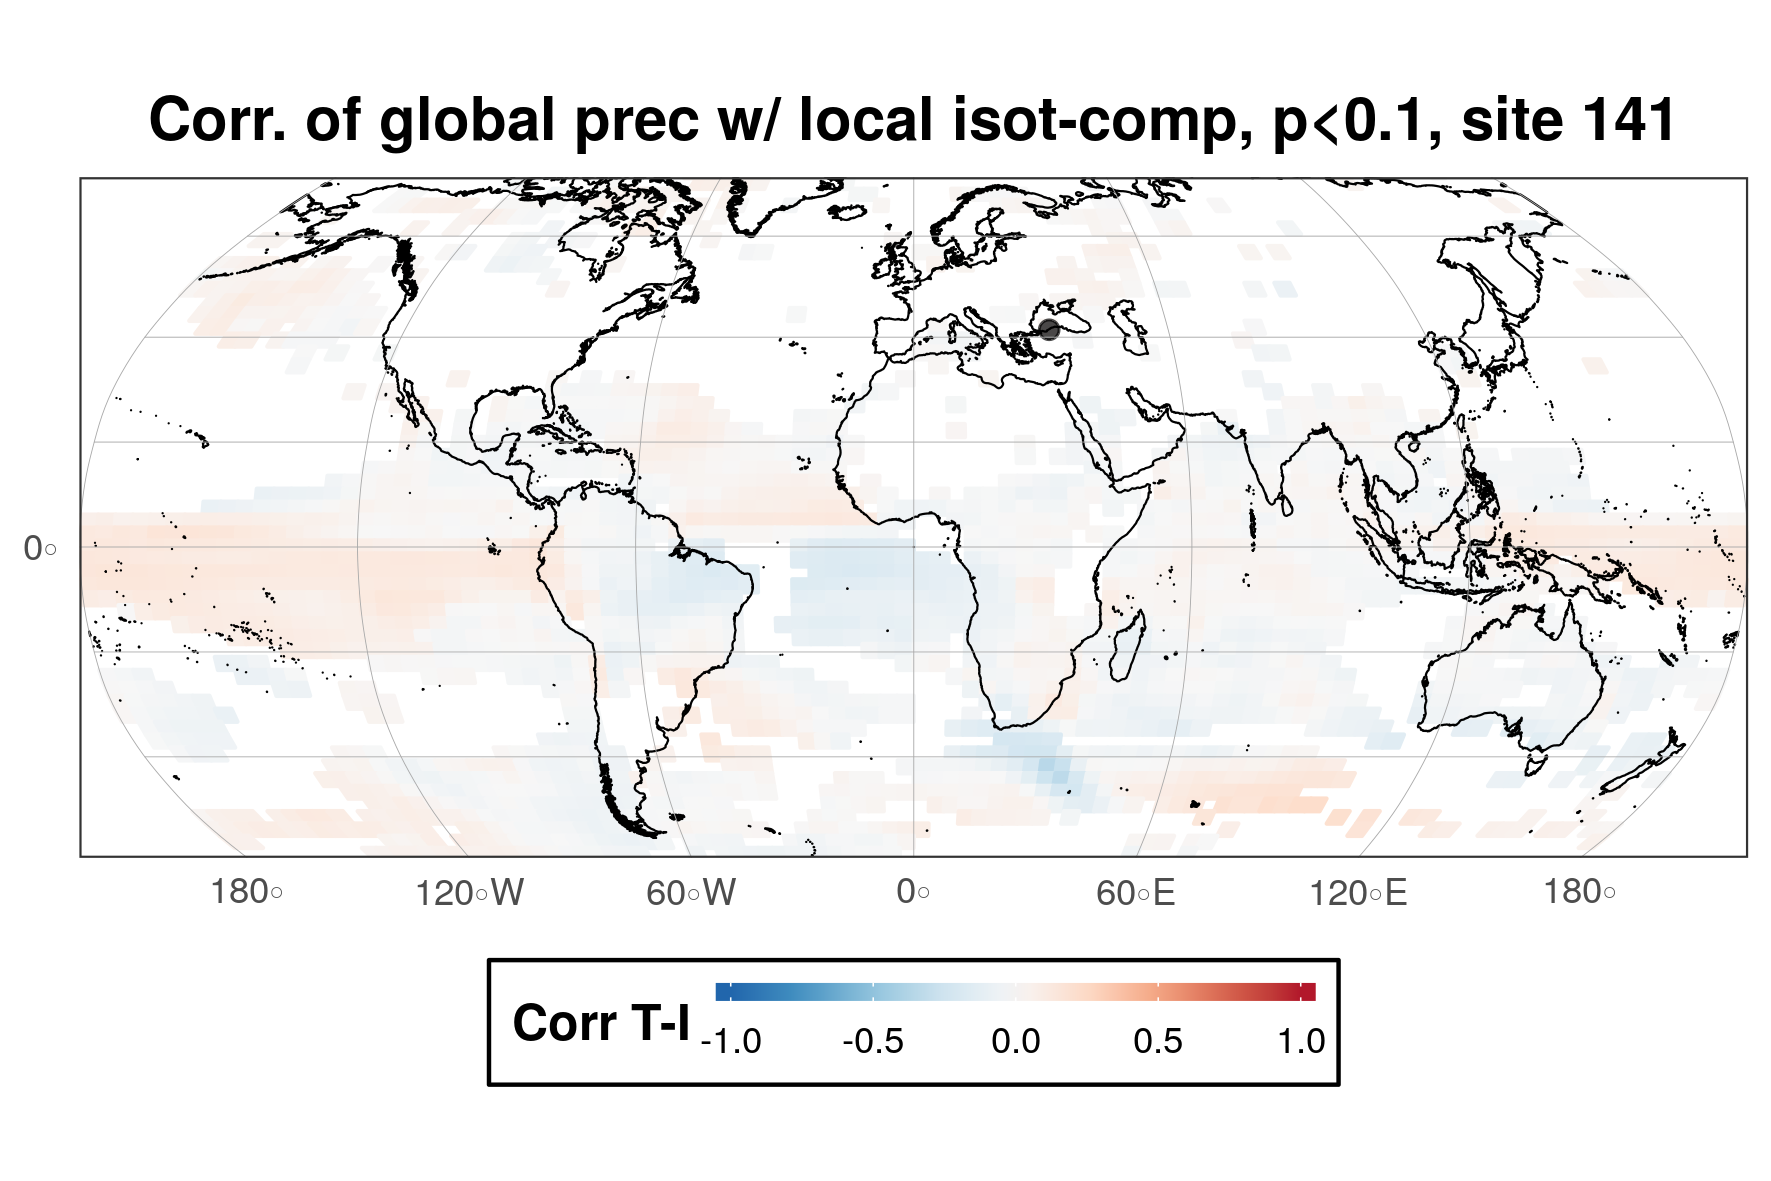 Corr. of global prec w/ local isot-comp, p<0.1, site 141
0°
180° 120°W 60°W 0° 60°E 120°E 180°
Corr T-I
-1.0 -0.5 0.0 0.5 1.0